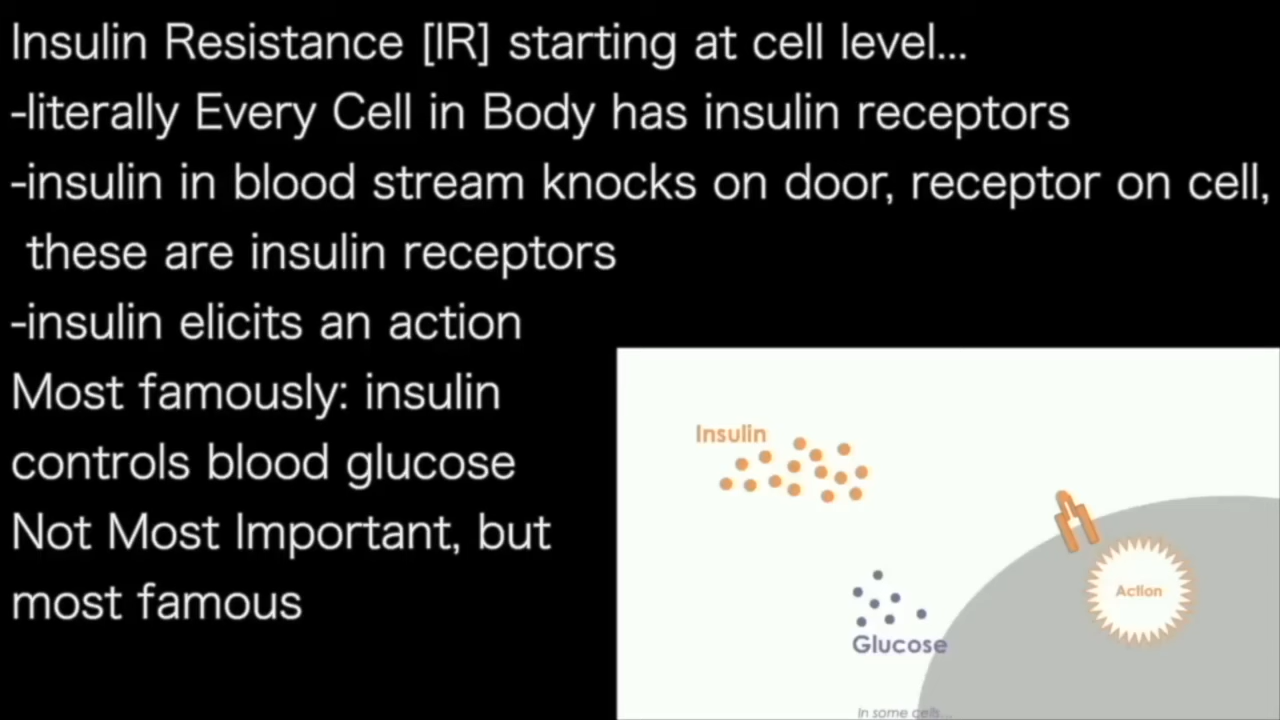 Insulin Resistance [IR] starting at cell level...
-literally Every Cell in Body has insulin receptors
-insulin in blood stream knocks on door, receptor on cell,
these are insulin receptors
-insulin elicits an action
Most famously: insulin
controls blood glucose
Not Most Important, but
most famous
Insulin
Action
Glucose
In some cells...